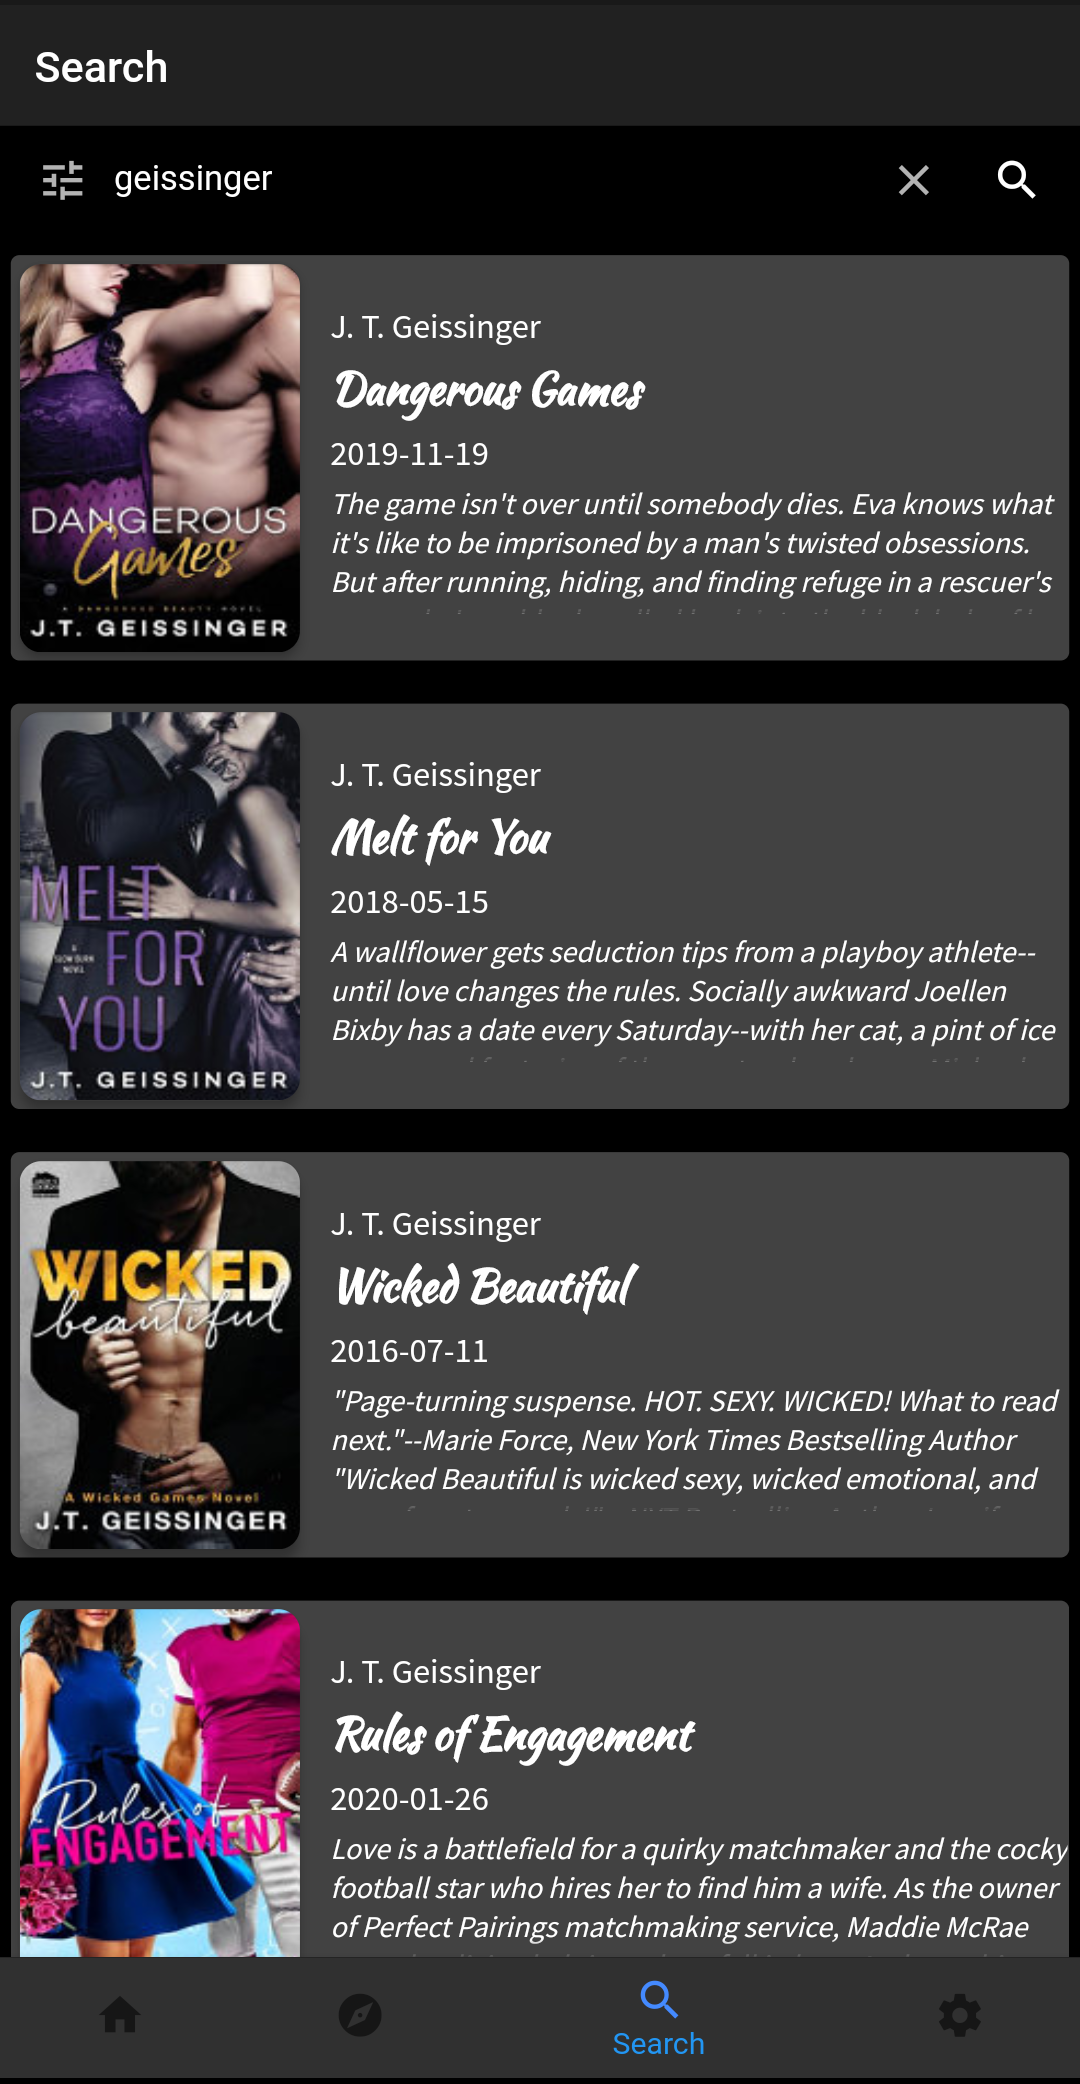 Search
geissinger
DANGEROUS
Games
A DANGEROUS BEAUTY NOVEL
J.T. GEISSINGER
J. T. Geissinger
Dangerous Games
2019-11-19
The game isn't over until somebody dies. Eva knows what
it's like to be imprisoned by a man's twisted obsessions.
But after running, hiding, and finding refuge in a rescuer's
MELT
FOR
YOU
A
SLOW BURN
NOVEL
J.T. GEISSINGER
J. T. Geissinger
Melt for You
2018-05-15
A wallflower gets seduction tips from a playboy athlete--
until love changes the rules. Socially awkward Joellen
Bixby has a date every Saturday--with her cat, a pint of ice
WICKED
beautiful
A Wicked Games Novel
J.T. GEISSINGER
J. T. Geissinger
Wicked Beautiful
2016-07-11
"Page-turning suspense. HOT. SEXY. WICKED! What to read
next."--Marie Force, New York Times Bestselling Author
"Wicked Beautiful is wicked sexy, wicked emotional, and
Rules of
ENGAGEMENT
J. T. Geissinger
Rules of Engagement
2020-01-26
Love is a battlefield for a quirky matchmaker and the cocky
football star who hires her to find him a wife. As the owner
of Perfect Pairings matchmaking service, Maddie McRae
Search